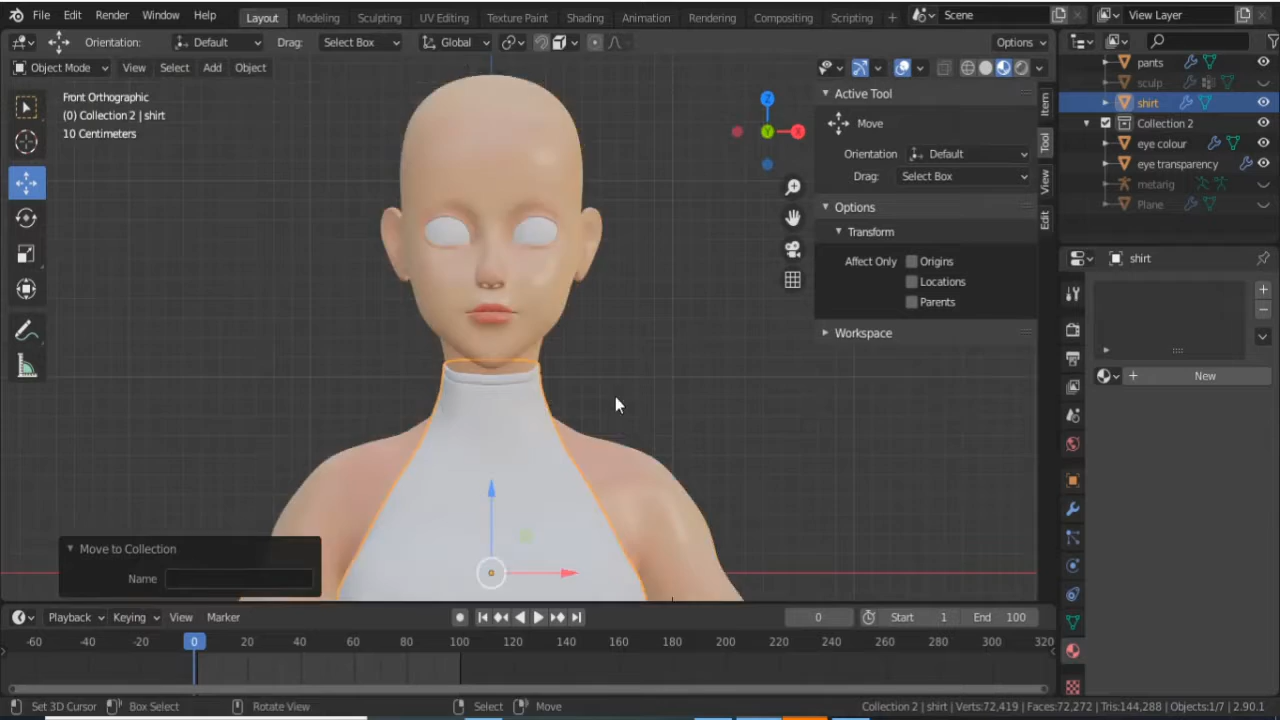 File Edit Render Window Help Layout Modeling Sculpting UV Editing Texture Paint Shading Animation Rendering Compositing Scripting + Scene View Layer
Orientation: Default Drag: Select Box Global Options
Object Mode View Select Add Object
Front Orthographic
(0) Collection 2 | shirt
10 Centimeters
Z
Y
X
Active Tool
Move
Orientation Default
Drag: Select Box
Options
Transform
Affect Only Origins
Locations
Parents
Workspace
Item
Tool
View
Edit
pants
sculp
shirt
Collection 2
eye colour
eye transparency
metarig
Plane
shirt
+ New
Move to Collection
Name
Playback Keying View Marker 0 Start 1 End 100
-60 -40 -20 0 20 40 60 80 100 120 140 160 180 200 220 240 260 280 300 320
Set 3D Cursor Box Select Rotate View Select Move Collection 2 | shirt | Verts:72,419 | Faces:72,272 | Tris:144,288 | Objects:1/7 | 2.90.1